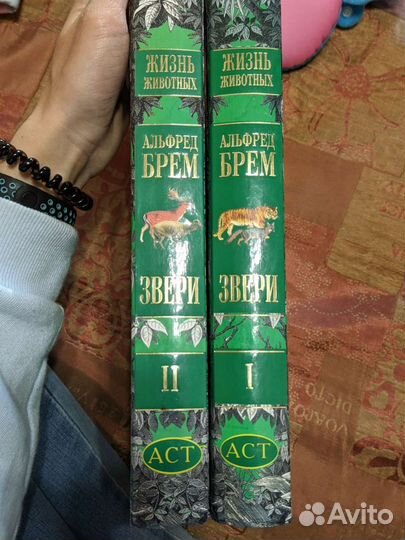 ЖИЗНЬ
ЖИВОТНЫХ
АЛЬФРЕД
БРЕМ
ЗВЕРИ
II
АСТ
ЖИЗНЬ
ЖИВОТНЫХ
АЛЬФРЕД
БРЕМ
ЗВЕРИ
I
АСТ
Avito